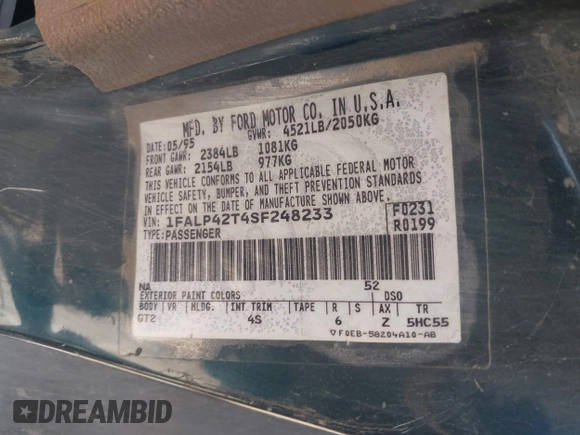 MFD. BY FORD MOTOR CO. IN U.S.A.
DATE: 05/95 GVWR: 4521LB/2050KG
FRONT GAWR: 2384LB 1081KG
REAR GAWR: 2154LB 977KG
THIS VEHICLE CONFORMS TO ALL APPLICABLE FEDERAL MOTOR
VEHICLE SAFETY, BUMPER, AND THEFT PREVENTION STANDARDS
IN EFFECT ON THE DATE OF MANUFACTURE SHOWN ABOVE.
VIN: 1FALP42T4SF248233 F0231
TYPE: PASSENGER R0199
NA 52
EXTERIOR PAINT COLORS DSO
BODY VR MLDG. INT TRIM TAPE R S AX TR
GT2 4S 6 Z 5HC55
▽F0EB-5B204A10-AB
DREAMBID